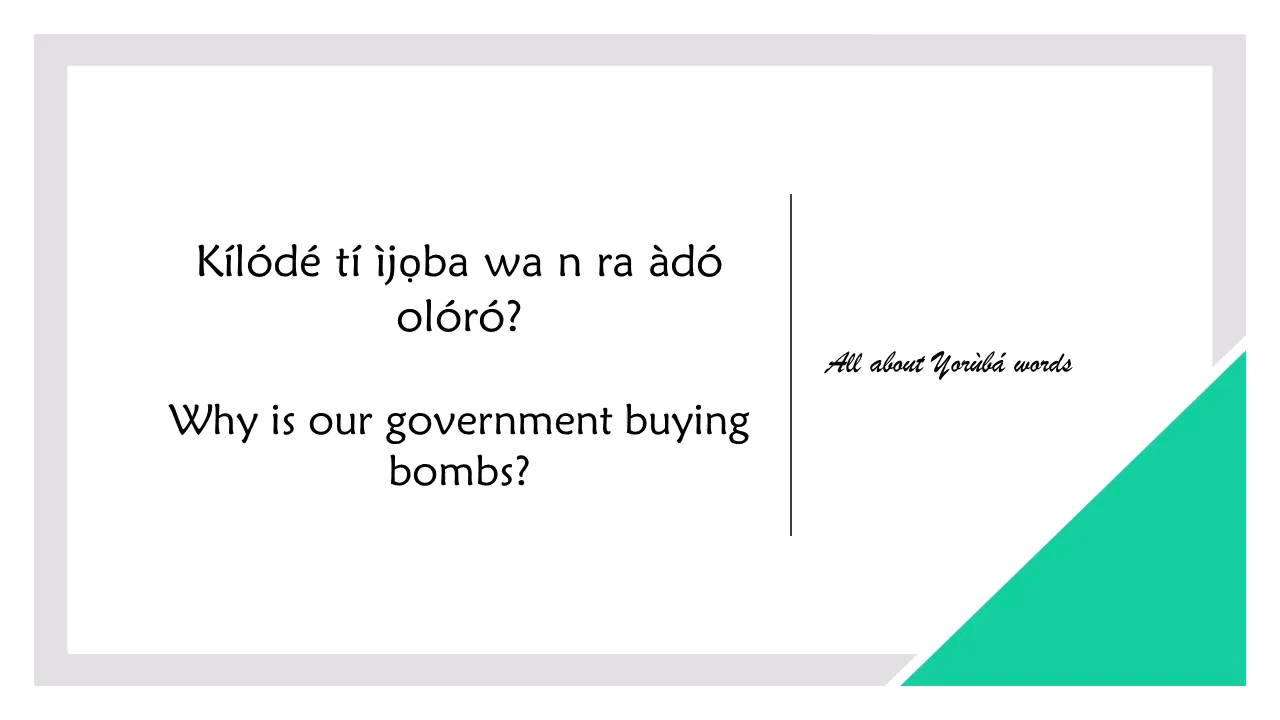 Kílódé tí ìjọba wa n ra àdó
olóró?
Why is our government buying
bombs?
All about Yorùbá words